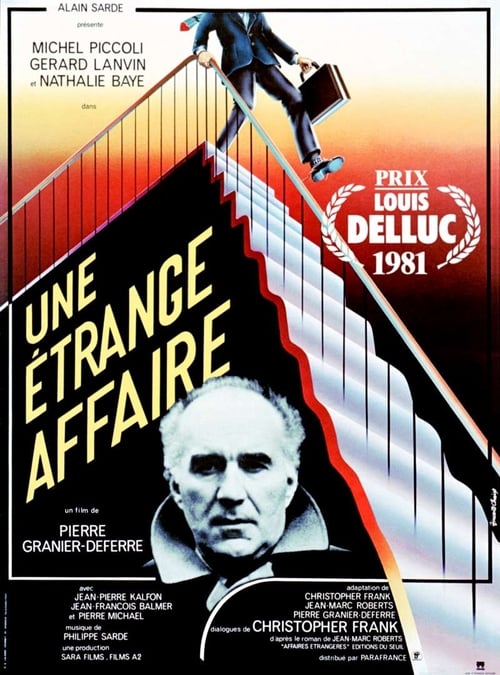 ALAIN SARDE
présente
MICHEL PICCOLI
GERARD LANVIN
et NATHALIE BAYE
dans
PRIX
LOUIS
DELLUC
1981
UNE
ÉTRANGE
AFFAIRE
un film de
PIERRE
GRANIER-DEFERRE
avec
JEAN-PIERRE KALFON
JEAN-FRANCOIS BALMER
et PIERRE MICHAEL
musique de
PHILIPPE SARDE
une production
SARA FILMS . FILMS A2
adaptation de
CHRISTOPHER FRANK
JEAN-MARC ROBERTS
PIERRE GRANIER-DEFERRE
dialogues de CHRISTOPHER FRANK
d'après le roman de JEAN-MARC ROBERTS
"AFFAIRES ETRANGERES" EDITIONS DU SEUIL
distribué par PARAFRANCE